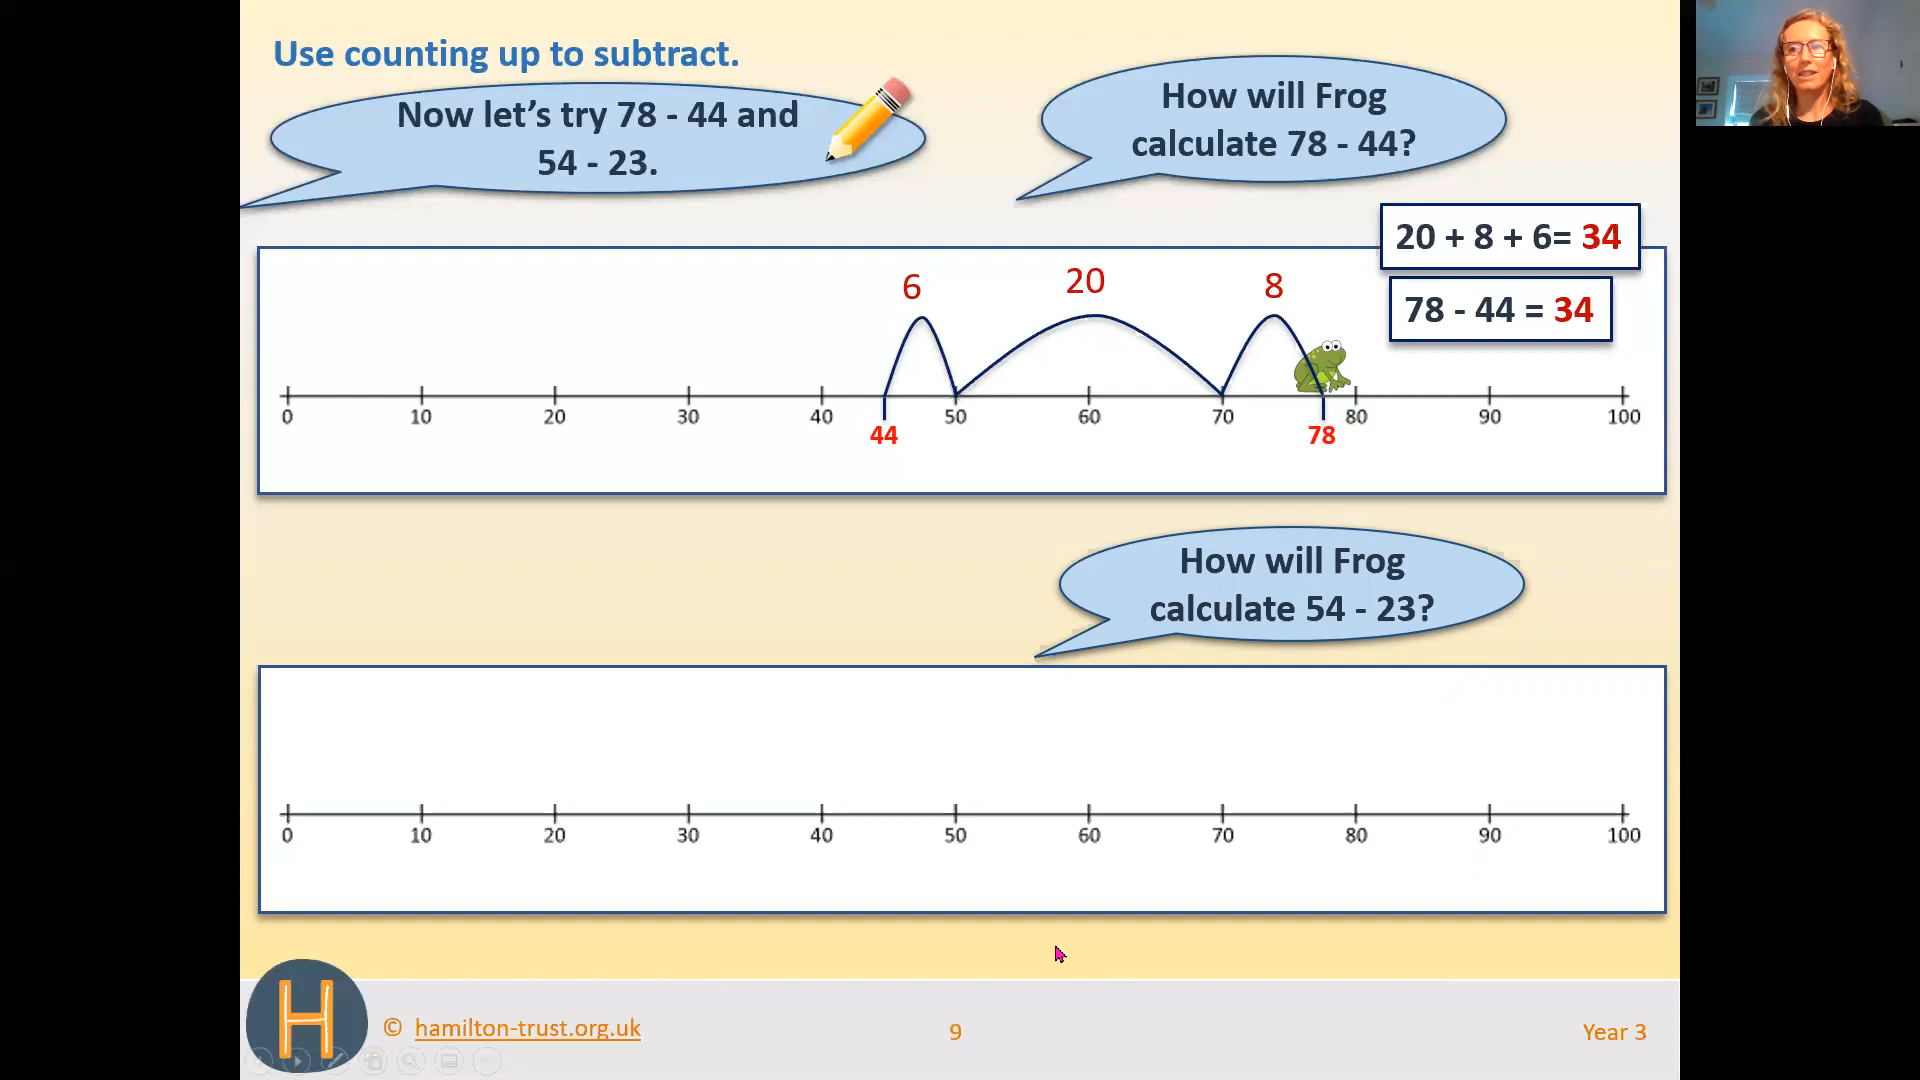 Use counting up to subtract.
Now let’s try 78 - 44 and
54 - 23.
How will Frog
calculate 78 - 44?
20 + 8 + 6= 34
78 - 44 = 34
6 20 8
0 10 20 30 40 50 60 70 80 90 100
44 78
How will Frog
calculate 54 - 23?
0 10 20 30 40 50 60 70 80 90 100
H
© hamilton-trust.org.uk
9
Year 3